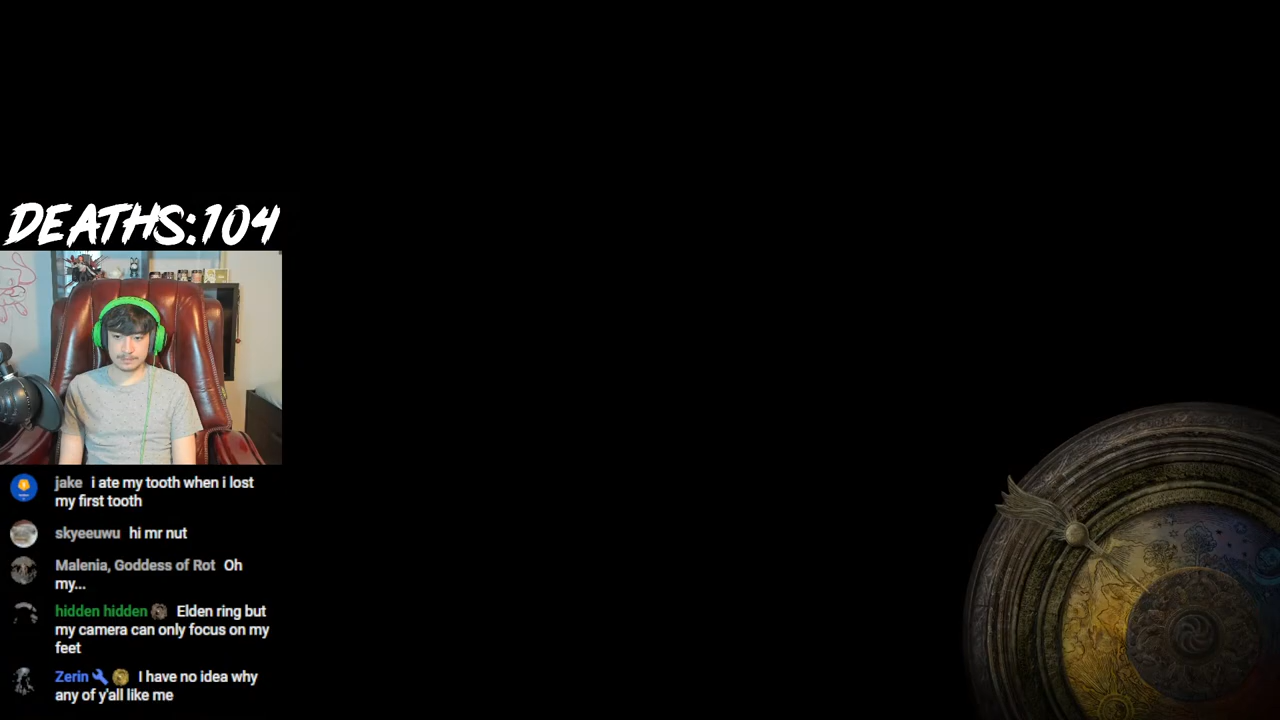 DEATHS:104
jake i ate my tooth when i lost
my first tooth
skyeeuwu hi mr nut
Malenia, Goddess of Rot Oh
my...
hidden hidden Elden ring but
my camera can only focus on my
feet
Zerin I have no idea why
any of y'all like me